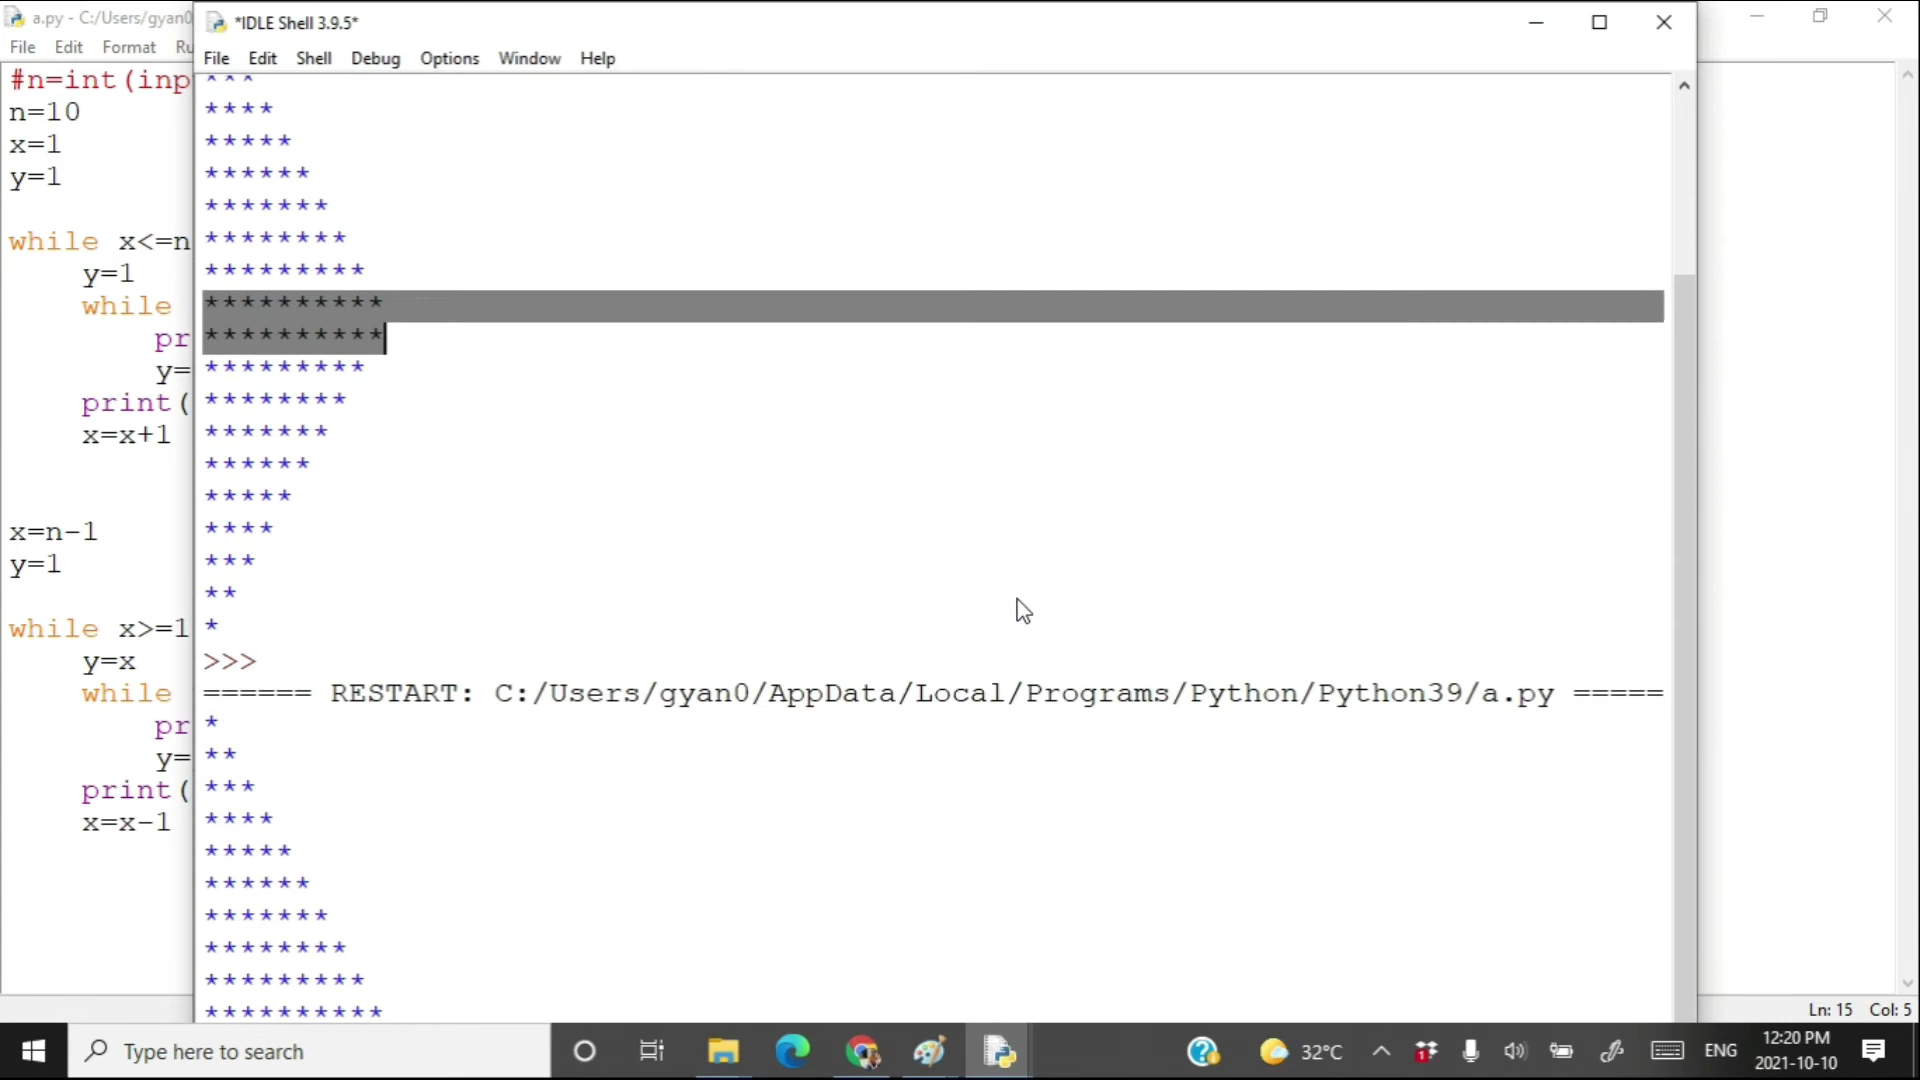 a.py - C:/Users/gyan0
File Edit Format Ru
#n=int(inp
n=10
x=1
y=1
while x<=n
y=1
while
pr
y=
print(
x=x+1
x=n-1
y=1
while x>=1
y=x
while
pr
y=
print(
x=x-1
*IDLE Shell 3.9.5*
File Edit Shell Debug Options Window Help
***
****
*****
******
*******
********
*********
**********
**********
*********
********
*******
******
*****
****
***
**
*
>>>
====== RESTART: C:/Users/gyan0/AppData/Local/Programs/Python/Python39/a.py =====
*
**
***
****
*****
******
*******
********
*********
**********
Ln: 15 Col: 5
Type here to search
1
32°C
ENG
12:20 PM
2021-10-10